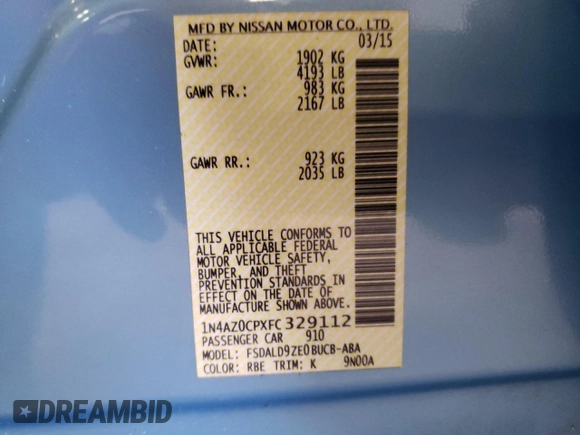 MFD BY NISSAN MOTOR CO., LTD.
DATE: 03/15
GVWR: 1902 KG
4193 LB
GAWR FR.: 983 KG
2167 LB
GAWR RR.: 923 KG
2035 LB
THIS VEHICLE CONFORMS TO
ALL APPLICABLE FEDERAL
MOTOR VEHICLE SAFETY,
BUMPER, AND THEFT
PREVENTION STANDARDS IN
EFFECT ON THE DATE OF
MANUFACTURE SHOWN ABOVE.
1N4AZ0CPXFC329112
PASSENGER CAR 910
MODEL: FSDALD9ZE0BUCB-ABA
COLOR: RBE TRIM: K 9N00A
DREAMBID